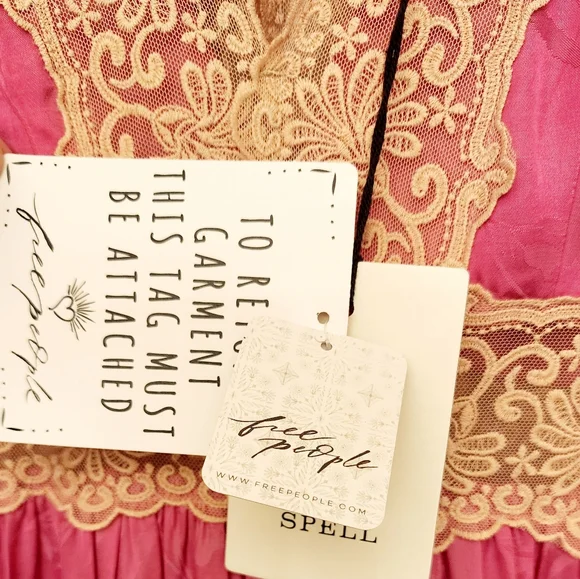 TO RE
GARMENT
THIS TAG MUST
BE ATTACHED
free people
free
people
WWW.FREEPEOPLE.COM
SPELL